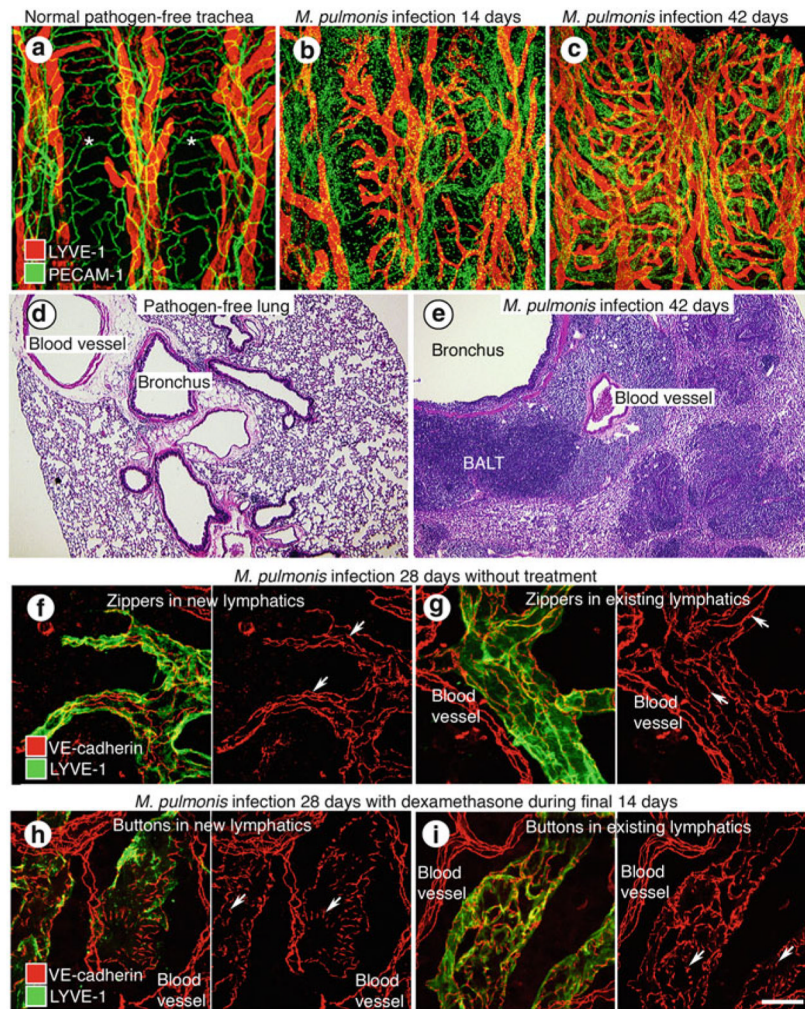 Normal pathogen-free trachea
M. pulmonis infection 14 days
M. pulmonis infection 42 days
a
b
c
*
*
LYVE-1
PECAM-1
d
Pathogen-free lung
e
M. pulmonis infection 42 days
Blood vessel
Bronchus
Bronchus
Blood vessel
BALT
M. pulmonis infection 28 days without treatment
f
Zippers in new lymphatics
g
Zippers in existing lymphatics
Blood
vessel
Blood
vessel
VE-cadherin
LYVE-1
M. pulmonis infection 28 days with dexamethasone during final 14 days
h
Buttons in new lymphatics
i
Buttons in existing lymphatics
Blood
vessel
Blood
vessel
VE-cadherin
LYVE-1
Blood
vessel
Blood
vessel